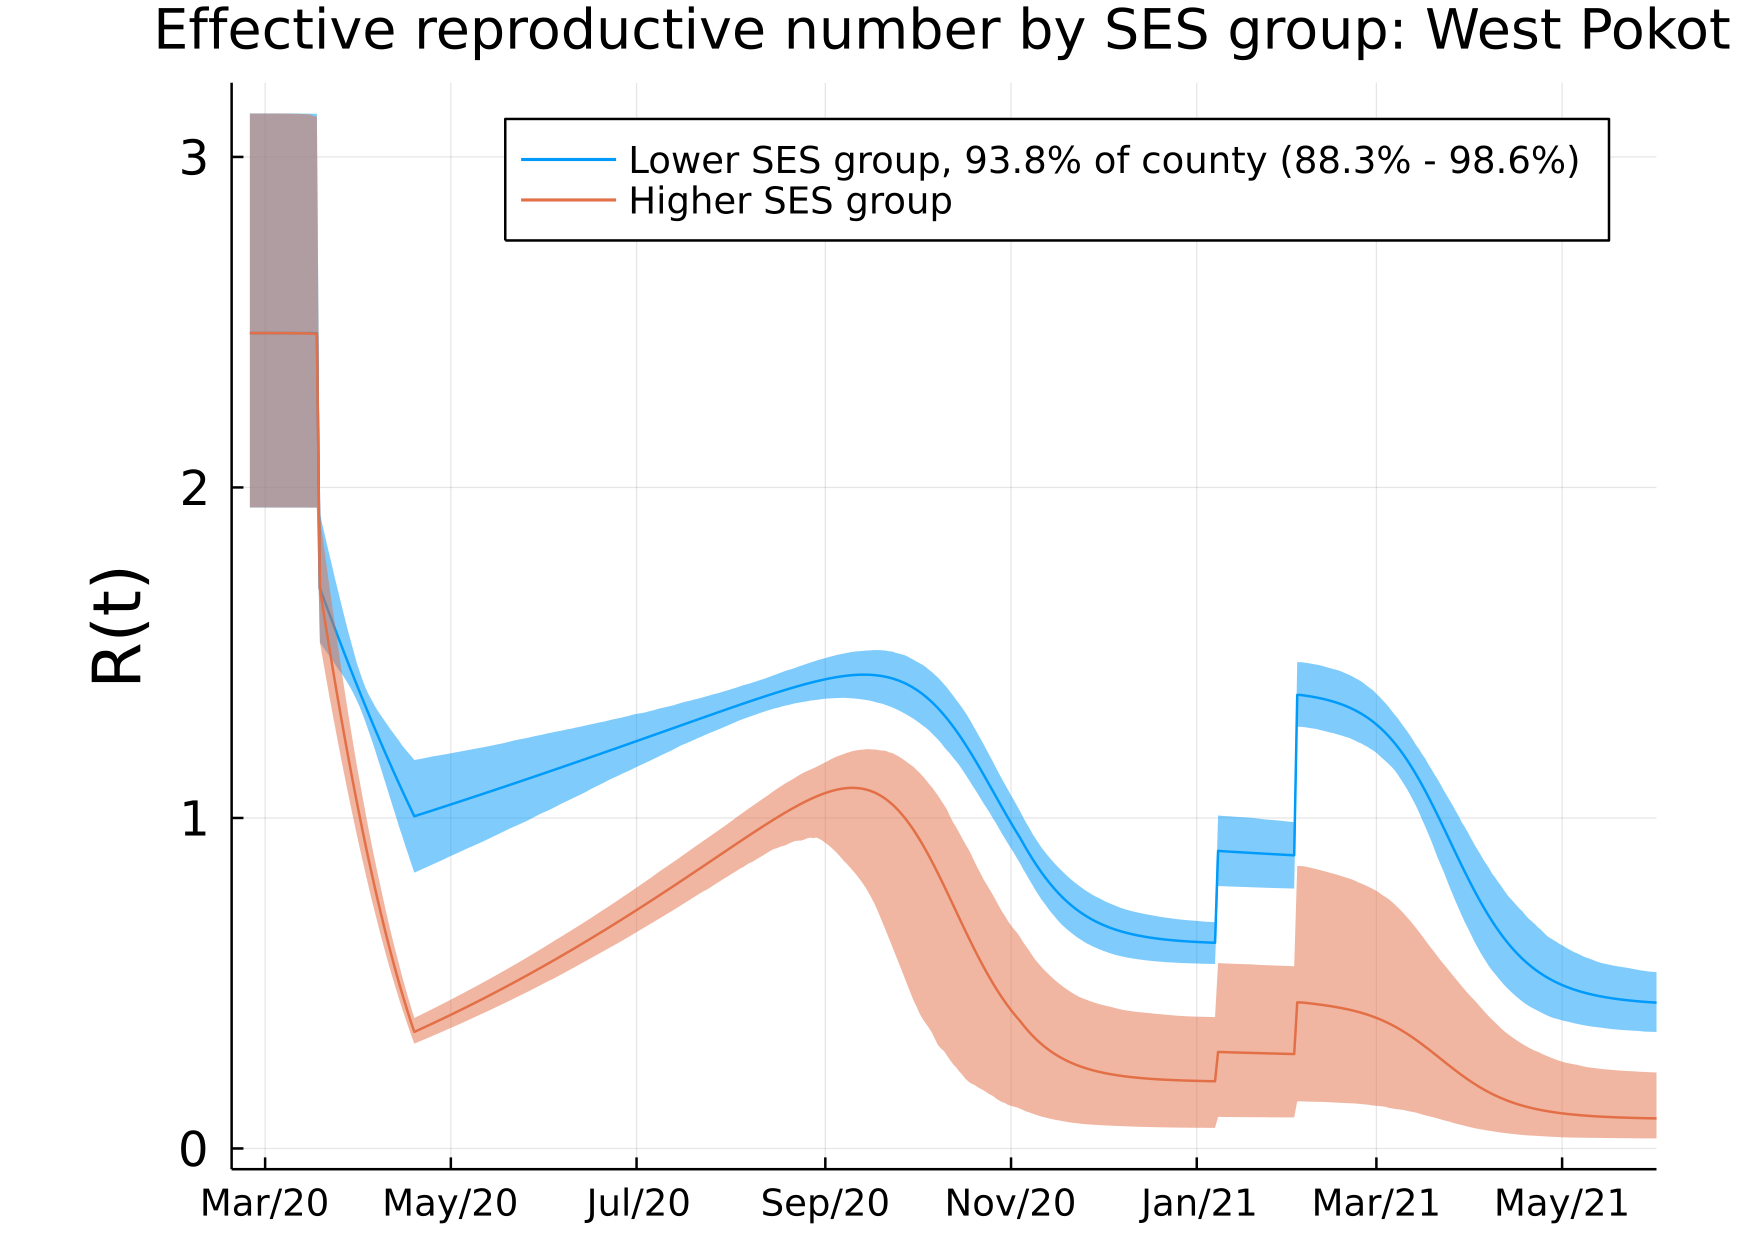 Effective reproductive number by SES group: West Pokot
Lower SES group, 93.8% of county (88.3% - 98.6%)
Higher SES group
R(t)
3
2
1
0
Mar/20 May/20 Jul/20 Sep/20 Nov/20 Jan/21 Mar/21 May/21